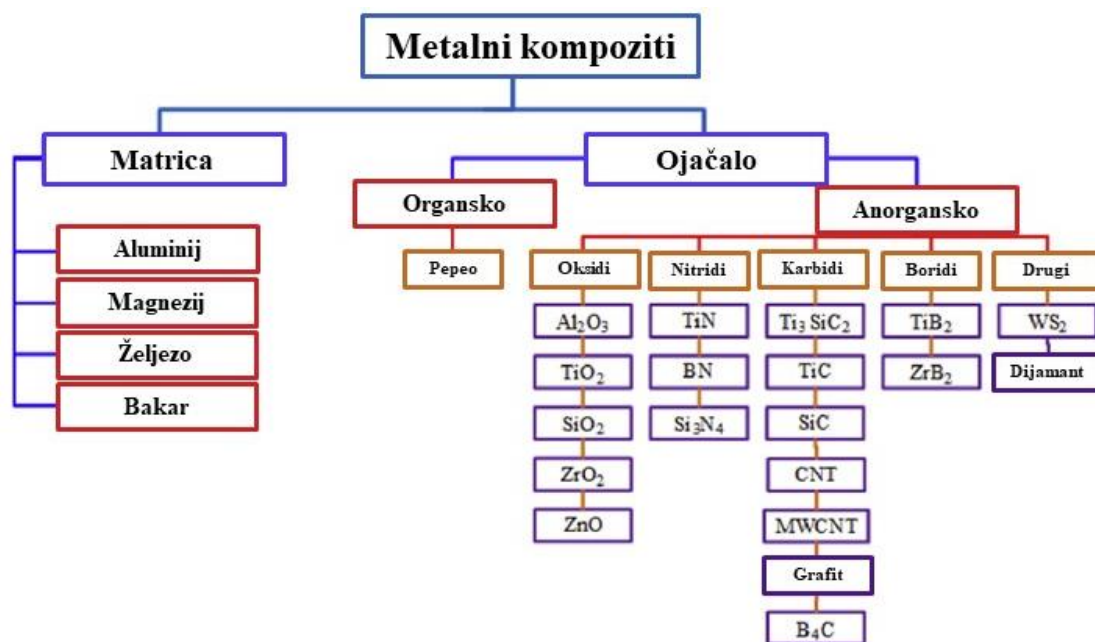 Metalni kompoziti
Matrica
Ojačalo
Aluminij
Magnezij
Željezo
Bakar
Organsko
Anorgansko
Pepeo
Oksidi
Nitridi
Karbidi
Boridi
Drugi
Al₂O₃
TiO₂
SiO₂
ZrO₂
ZnO
TiN
BN
Si₃N₄
Ti₃ SiC₂
TiC
SiC
CNT
MWCNT
Grafit
B₄C
TiB₂
ZrB₂
WS₂
Dijamant